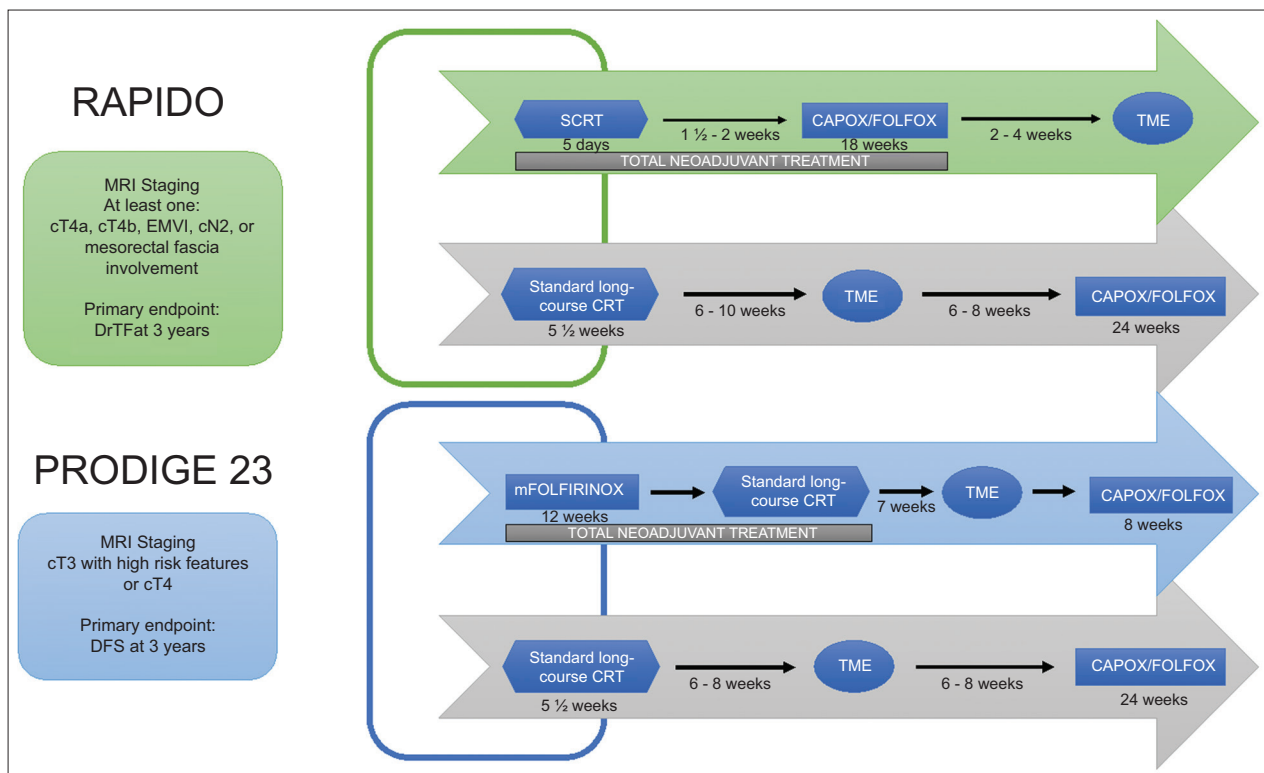 RAPIDO
MRI Staging
At least one:
cT4a, cT4b, EMVI, cN2, or
mesorectal fascia
involvement
Primary endpoint:
DrTFat 3 years
SCRT
5 days
1 ½ - 2 weeks
CAPOX/FOLFOX
18 weeks
2 - 4 weeks
TME
TOTAL NEOADJUVANT TREATMENT
Standard long-
course CRT
5 ½ weeks
6 - 10 weeks
TME
6 - 8 weeks
CAPOX/FOLFOX
24 weeks
PRODIGE 23
MRI Staging
cT3 with high risk features
or cT4
Primary endpoint:
DFS at 3 years
mFOLFIRINOX
12 weeks
Standard long-
course CRT
7 weeks
TME
CAPOX/FOLFOX
8 weeks
TOTAL NEOADJUVANT TREATMENT
Standard long-
course CRT
5 ½ weeks
6 - 8 weeks
TME
6 - 8 weeks
CAPOX/FOLFOX
24 weeks